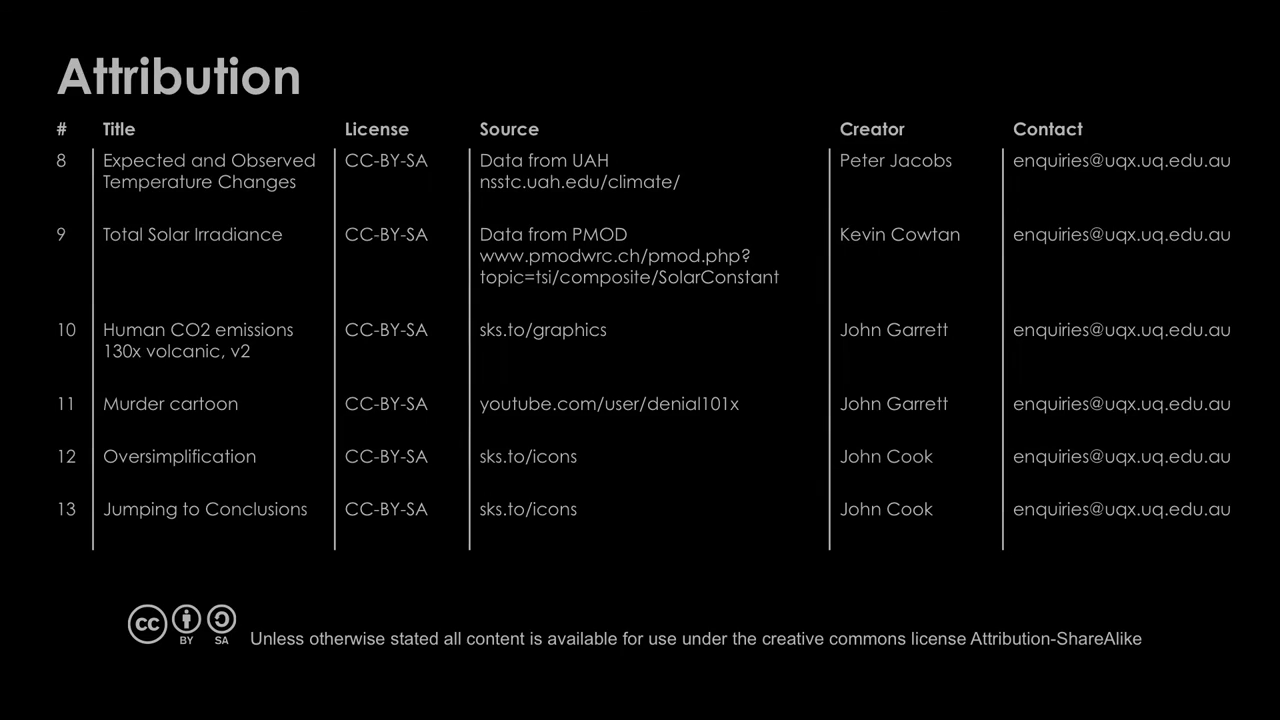 Attribution
# Title License Source Creator Contact
8 Expected and Observed CC-BY-SA Data from UAH Peter Jacobs enquiries@uqx.uq.edu.au
Temperature Changes nsstc.uah.edu/climate/
9 Total Solar Irradiance CC-BY-SA Data from PMOD Kevin Cowtan enquiries@uqx.uq.edu.au
www.pmodwrc.ch/pmod.php?
topic=tsi/composite/SolarConstant
10 Human CO2 emissions CC-BY-SA sks.to/graphics John Garrett enquiries@uqx.uq.edu.au
130x volcanic, v2
11 Murder cartoon CC-BY-SA youtube.com/user/denial101x John Garrett enquiries@uqx.uq.edu.au
12 Oversimplification CC-BY-SA sks.to/icons John Cook enquiries@uqx.uq.edu.au
13 Jumping to Conclusions CC-BY-SA sks.to/icons John Cook enquiries@uqx.uq.edu.au
cc
BY SA Unless otherwise stated all content is available for use under the creative commons license Attribution-ShareAlike